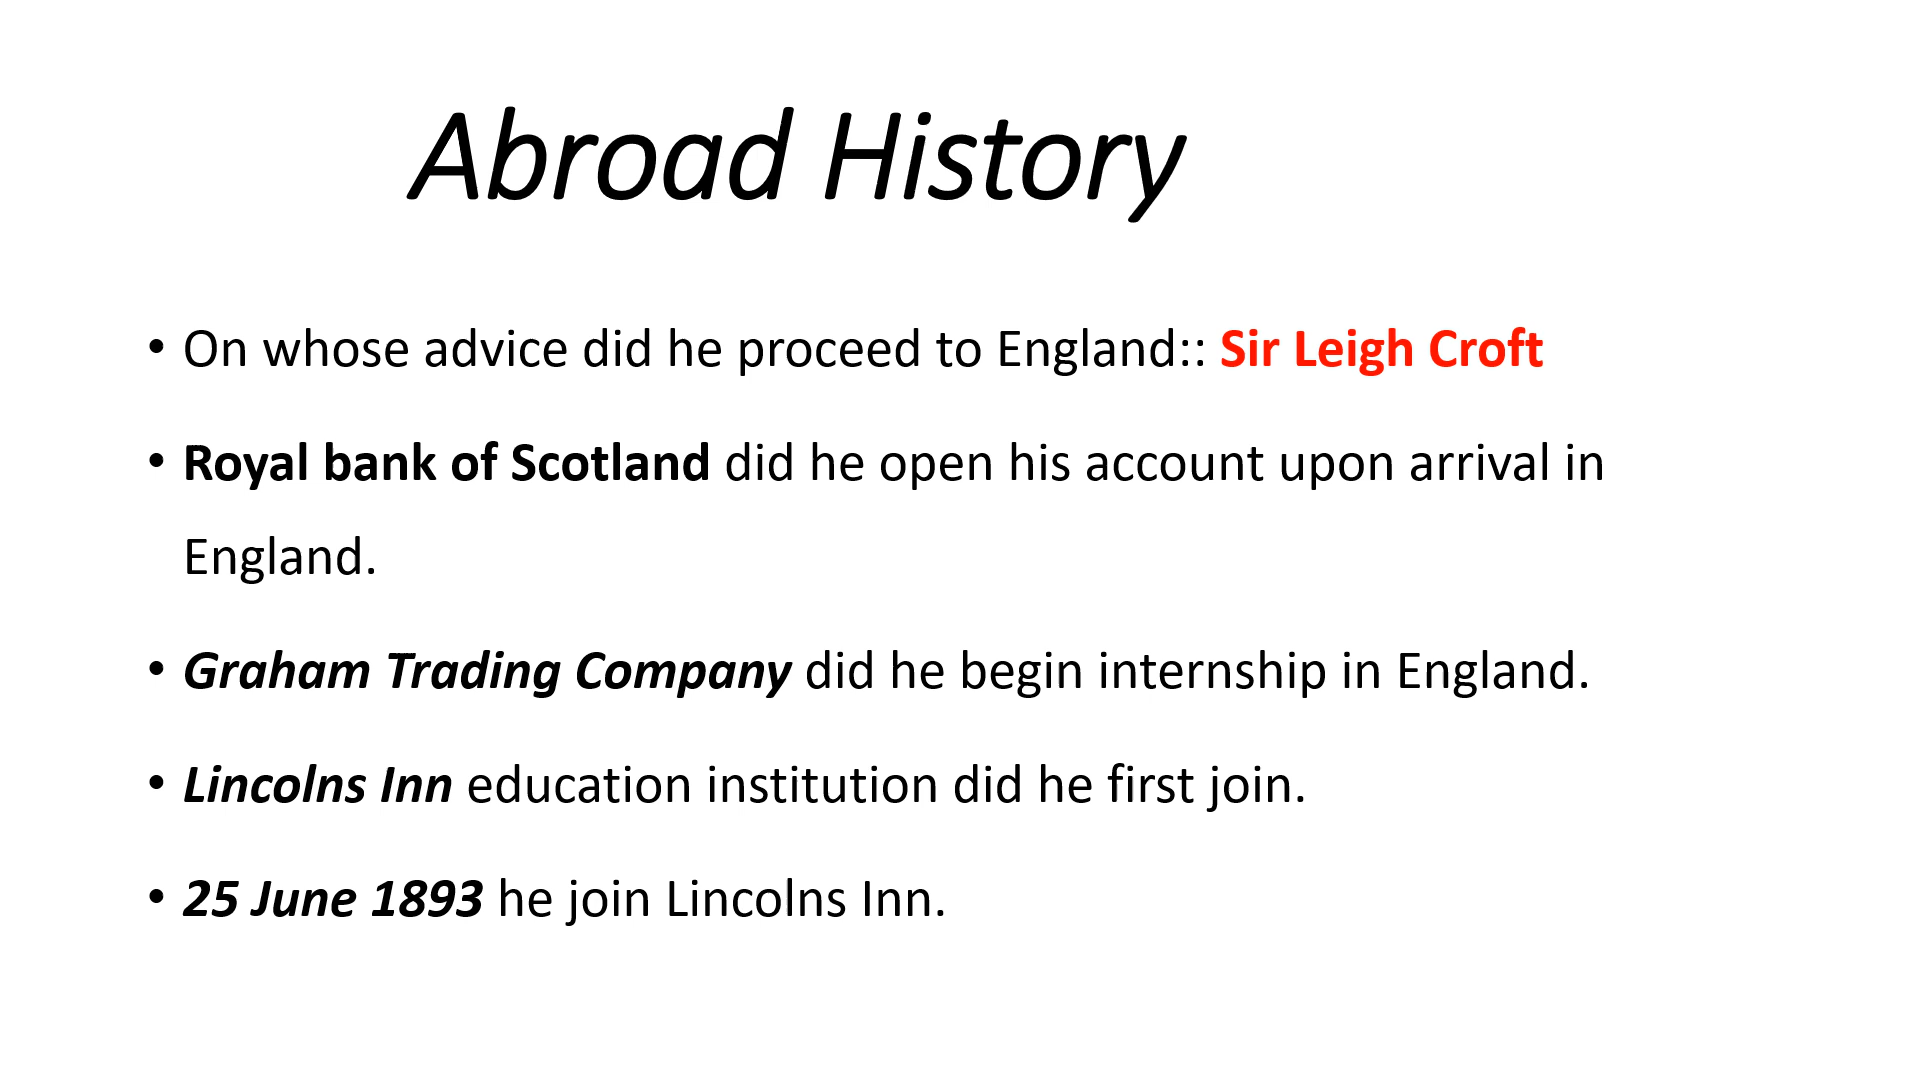 Abroad History
• On whose advice did he proceed to England:: Sir Leigh Croft
• Royal bank of Scotland did he open his account upon arrival in
England.
• Graham Trading Company did he begin internship in England.
• Lincolns Inn education institution did he first join.
• 25 June 1893 he join Lincolns Inn.